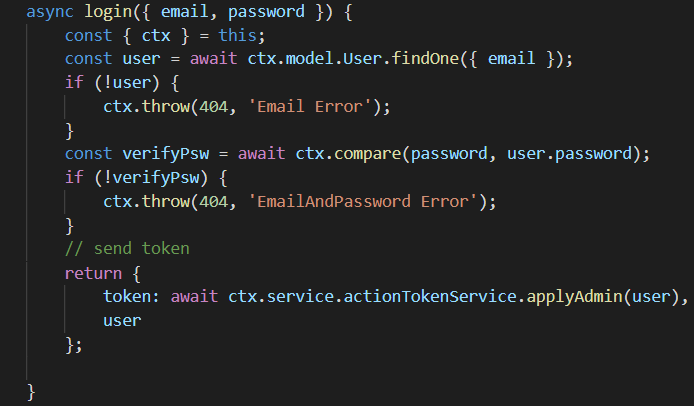 async login({ email, password }) {
    const { ctx } = this;
    const user = await ctx.model.User.findOne({ email });
    if (!user) {
        ctx.throw(404, 'Email Error');
    }
    const verifyPsw = await ctx.compare(password, user.password);
    if (!verifyPsw) {
        ctx.throw(404, 'EmailAndPassword Error');
    }
    // send token
    return {
        token: await ctx.service.actionTokenService.applyAdmin(user),
        user
    };

}